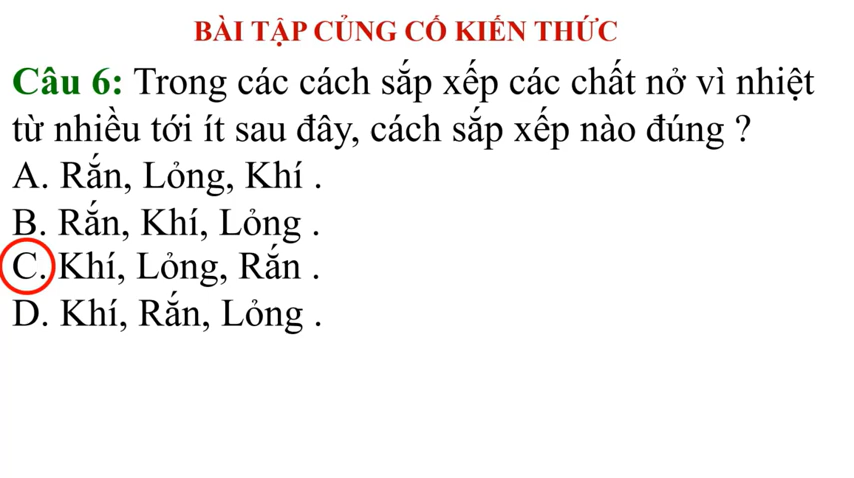 BÀI TẬP CỦNG CỐ KIẾN THỨC
Câu 6: Trong các cách sắp xếp các chất nở vì nhiệt
từ nhiều tới ít sau đây, cách sắp xếp nào đúng ?
A. Rắn, Lỏng, Khí .
B. Rắn, Khí, Lỏng .
C. Khí, Lỏng, Rắn .
D. Khí, Rắn, Lỏng .